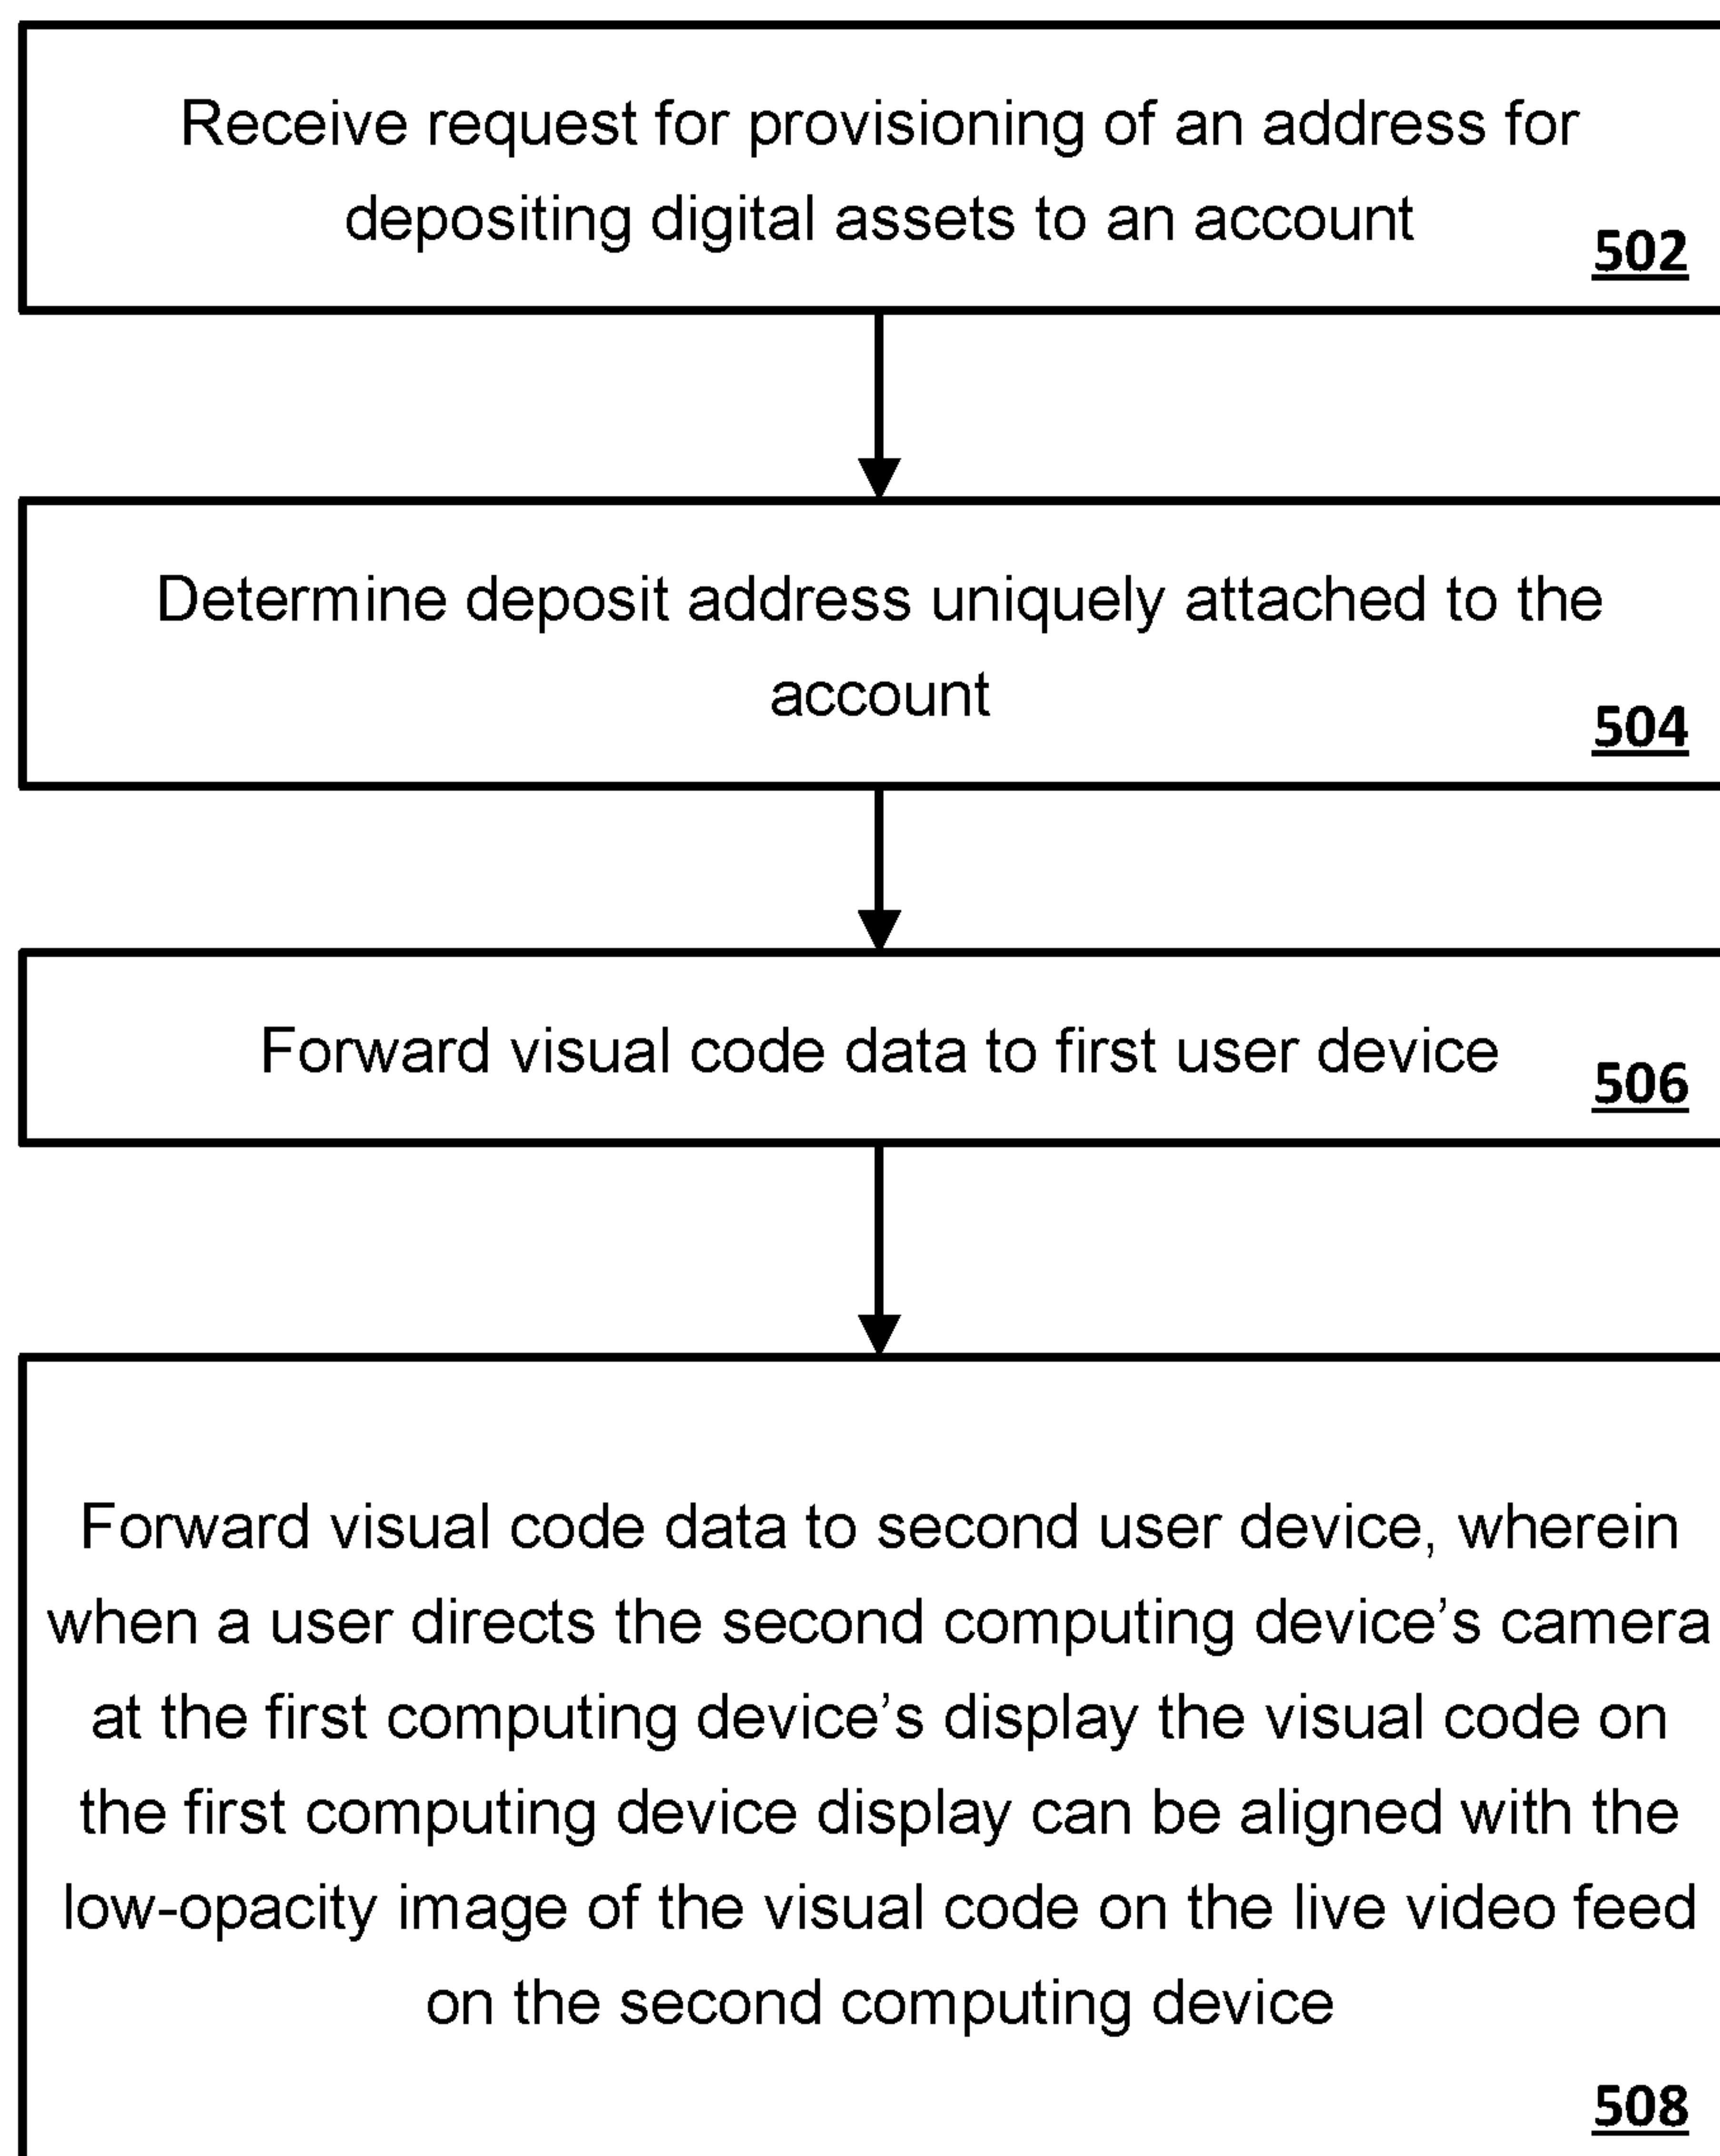 Receive request for provisioning of an address for
depositing digital assets to an account
502
Determine deposit address uniquely attached to the
account
504
Forward visual code data to first user device
506
Forward visual code data to second user device, wherein
when a user directs the second computing device’s camera
at the first computing device’s display the visual code on
the first computing device display can be aligned with the
low-opacity image of the visual code on the live video feed
on the second computing device
508